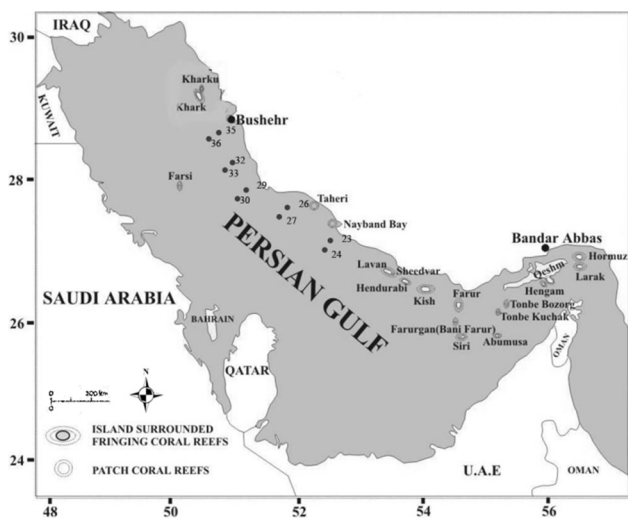 30
28
26
24
48
50
52
54
56
IRAQ
KUWAIT
Kharku
Khark
Bushehr
35
36
32
33
Farsi
29
30
26
27
Taheri
Nayband Bay
23
24
PERSIAN GULF
Bandar Abbas
Hormuz
Qeshm
Larak
Hengam
Lavan
Sheedvar
Hendurabi
Kish
Farur
Tonbe Bozorg
Tonbe Kuchak
Farurgan(Bani Farur)
Siri
Abumusa
SAUDI ARABIA
BAHRAIN
QATAR
OMAN
U.A.E
OMAN
0 300 km
N
ISLAND SURROUNDED
FRINGING CORAL REEFS
PATCH CORAL REEFS